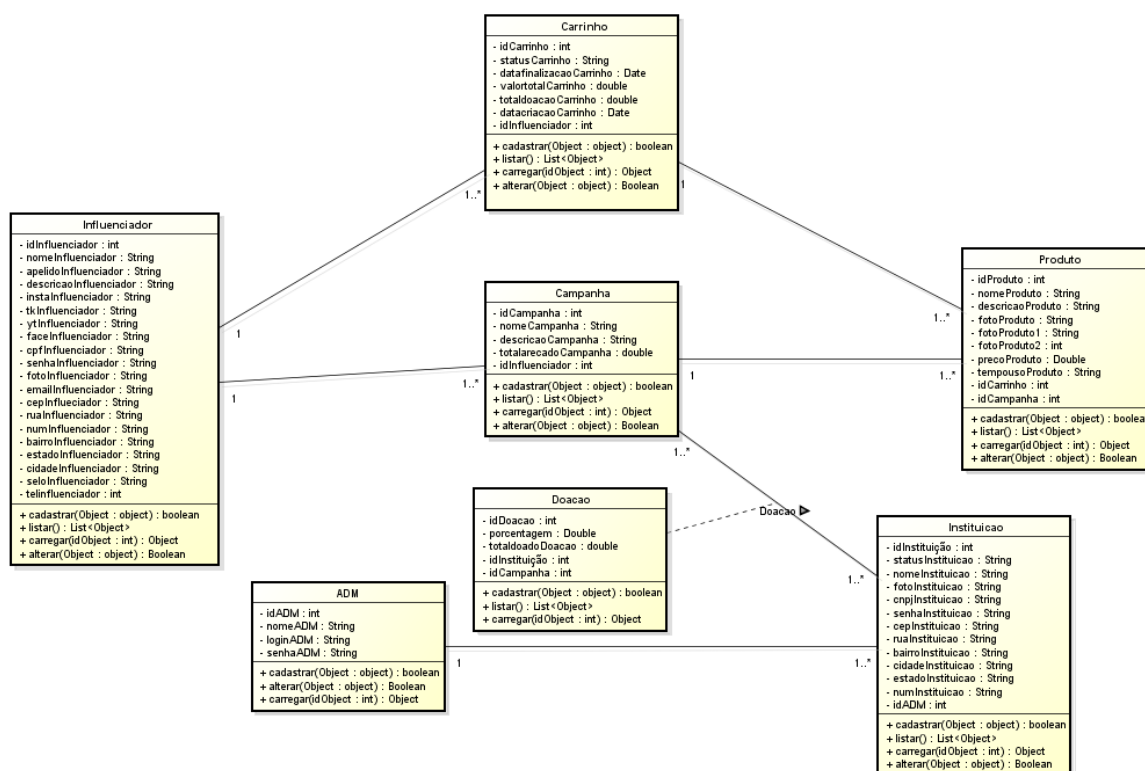 Carrinho
- idCarrinho : int
- statusCarrinho : String
- datafinalizacaoCarrinho : Date
- valortotalCarrinho : double
- totaldoacaoCarrinho : double
- datacriacaoCarrinho : Date
- idInfluenciador : int
+ cadastrar(Object : object) : boolean
+ listar() : List<Object>
+ carregar(idObject : int) : Object
+ alterar(Object : object) : Boolean
1..*
1
Influenciador
- idInfluenciador : int
- nomeInfluenciador : String
- apelidoInfluenciador : String
- descricaoInfluenciador : String
- instaInfluenciador : String
- tkInfluenciador : String
- ytInfluenciador : String
- faceInfluenciador : String
- cpfInfluenciador : String
- senhaInfluenciador : String
- fotoInfluenciador : String
- emailInfluenciador : String
- cepInflueciador : String
- ruaInfluenciador : String
- numInfluenciador : String
- bairroInfluenciador : String
- estadoInfluenciador : String
- cidadeInfluenciador : String
- seloInfluenciador : String
- telinfluenciador : int
+ cadastrar(Object : object) : boolean
+ listar() : List<Object>
+ carregar(idObject : int) : Object
+ alterar(Object : object) : Boolean
1
1
Campanha
- idCampanha : int
- nomeCampanha : String
- descricaoCampanha : String
- totalarecadoCampanha : double
- idInfluenciador : int
+ cadastrar(Object : object) : boolean
+ listar() : List<Object>
+ carregar(idObject : int) : Object
+ alterar(Object : object) : Boolean
1..*
1
1..*
Produto
- idProduto : int
- nomeProduto : String
- descricaoProduto : String
- fotoProduto : String
- fotoProduto1 : String
- fotoProduto2 : int
- precoProduto : Double
- tempousoProduto : String
- idCarrinho : int
- idCampanha : int
+ cadastrar(Object : object) : boolea
+ listar() : List<Object>
+ carregar(idObject : int) : Object
+ alterar(Object : object) : Boolean
1..*
1..*
Doacao
- idDoacao : int
- porcentagem : Double
- totaldoadoDoacao : double
- idInstituição : int
- idCampanha : int
+ cadastrar(Object : object) : boolean
+ listar() : List<Object>
+ carregar(idObject : int) : Object
Doacao
1..*
ADM
- idADM : int
- nomeADM : String
- loginADM : String
- senhaADM : String
+ cadastrar(Object : object) : boolean
+ alterar(Object : object) : Boolean
+ carregar(idObject : int) : Object
1
1..*
Instituicao
- idInstituição : int
- statusInstituicao : String
- nomeInstituicao : String
- fotoInstituicao : String
- cnpjInstituicao : String
- senhaInstituicao : String
- cepInstituicao : String
- ruaInstituicao : String
- bairroInstituicao : String
- cidadeInstituicao : String
- estadoInstituicao : String
- numInstituicao : String
- idADM : int
+ cadastrar(Object : object) : boolean
+ listar() : List<Object>
+ carregar(idObject : int) : Object
+ alterar(Object : object) : Boolean